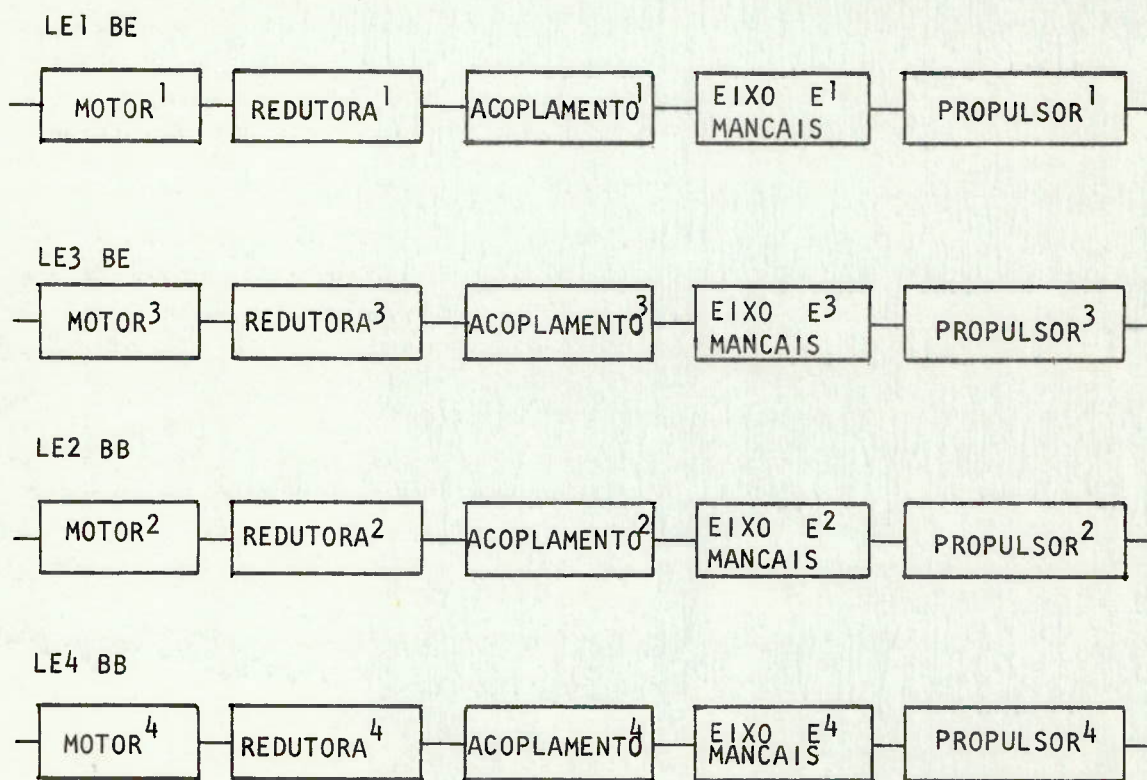 LE1 BE
MOTOR¹ REDUTORA¹ ACOPLAMENTO¹ EIXO E¹ MANCAIS PROPULSOR¹
LE3 BE
MOTOR³ REDUTORA³ ACOPLAMENTO³ EIXO E³ MANCAIS PROPULSOR³
LE2 BB
MOTOR² REDUTORA² ACOPLAMENTO² EIXO E² MANCAIS PROPULSOR²
LE4 BB
MOTOR⁴ REDUTORA⁴ ACOPLAMENTO⁴ EIXO E⁴ MANCAIS PROPULSOR⁴